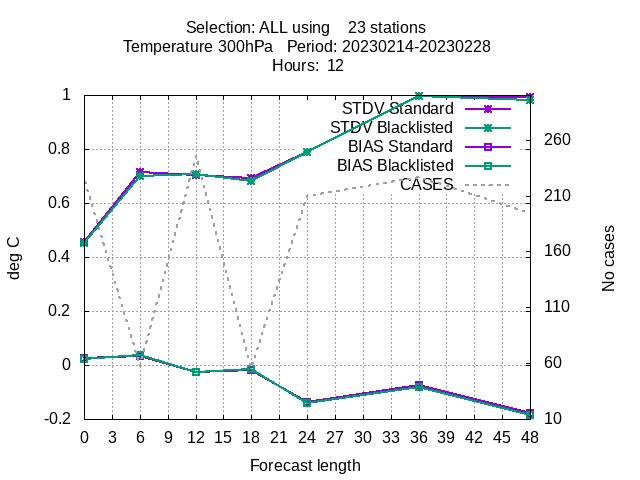 Selection: ALL using    23 stations
Temperature 300hPa   Period: 20230214-20230228
Hours:  12
STDV Standard
STDV Blacklisted
BIAS Standard
BIAS Blacklisted
CASES
1
0.8
0.6
0.4
0.2
0
-0.2
deg C
260
210
160
110
60
10
No cases
0 3 6 9 12 15 18 21 24 27 30 33 36 39 42 45 48
Forecast length